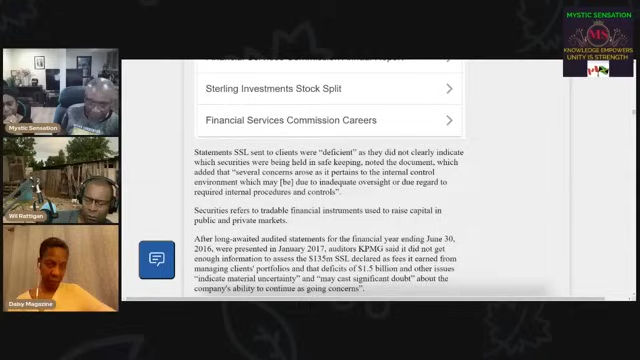 MYSTIC SENSATION
MS
KNOWLEDGE EMPOWERS
UNITY IS STRENGTH
Financial Services Commission Annual Report
Sterling Investments Stock Split
Financial Services Commission Careers
Statements SSL sent to clients were “deficient” as they did not clearly indicate
which securities were being held in safe keeping, noted the document, which
added that “several concerns arose as it pertains to the internal control
environment which may [be] due to inadequate oversight or due regard to
required internal procedures and controls”.
Securities refers to tradable financial instruments used to raise capital in
public and private markets.
After long-awaited audited statements for the financial year ending June 30,
2016, were presented in January 2017, auditors KPMG said it did not get
enough information to assess the $135m SSL declared as fees it earned from
managing clients’ portfolios and that deficits of $1.5 billion and other issues
“indicate material uncertainty” and “may cast significant doubt” about the
company’s ability to continue as going concerns”.
Mystic Sensation
Wil Rattigan
Daisy Magazine